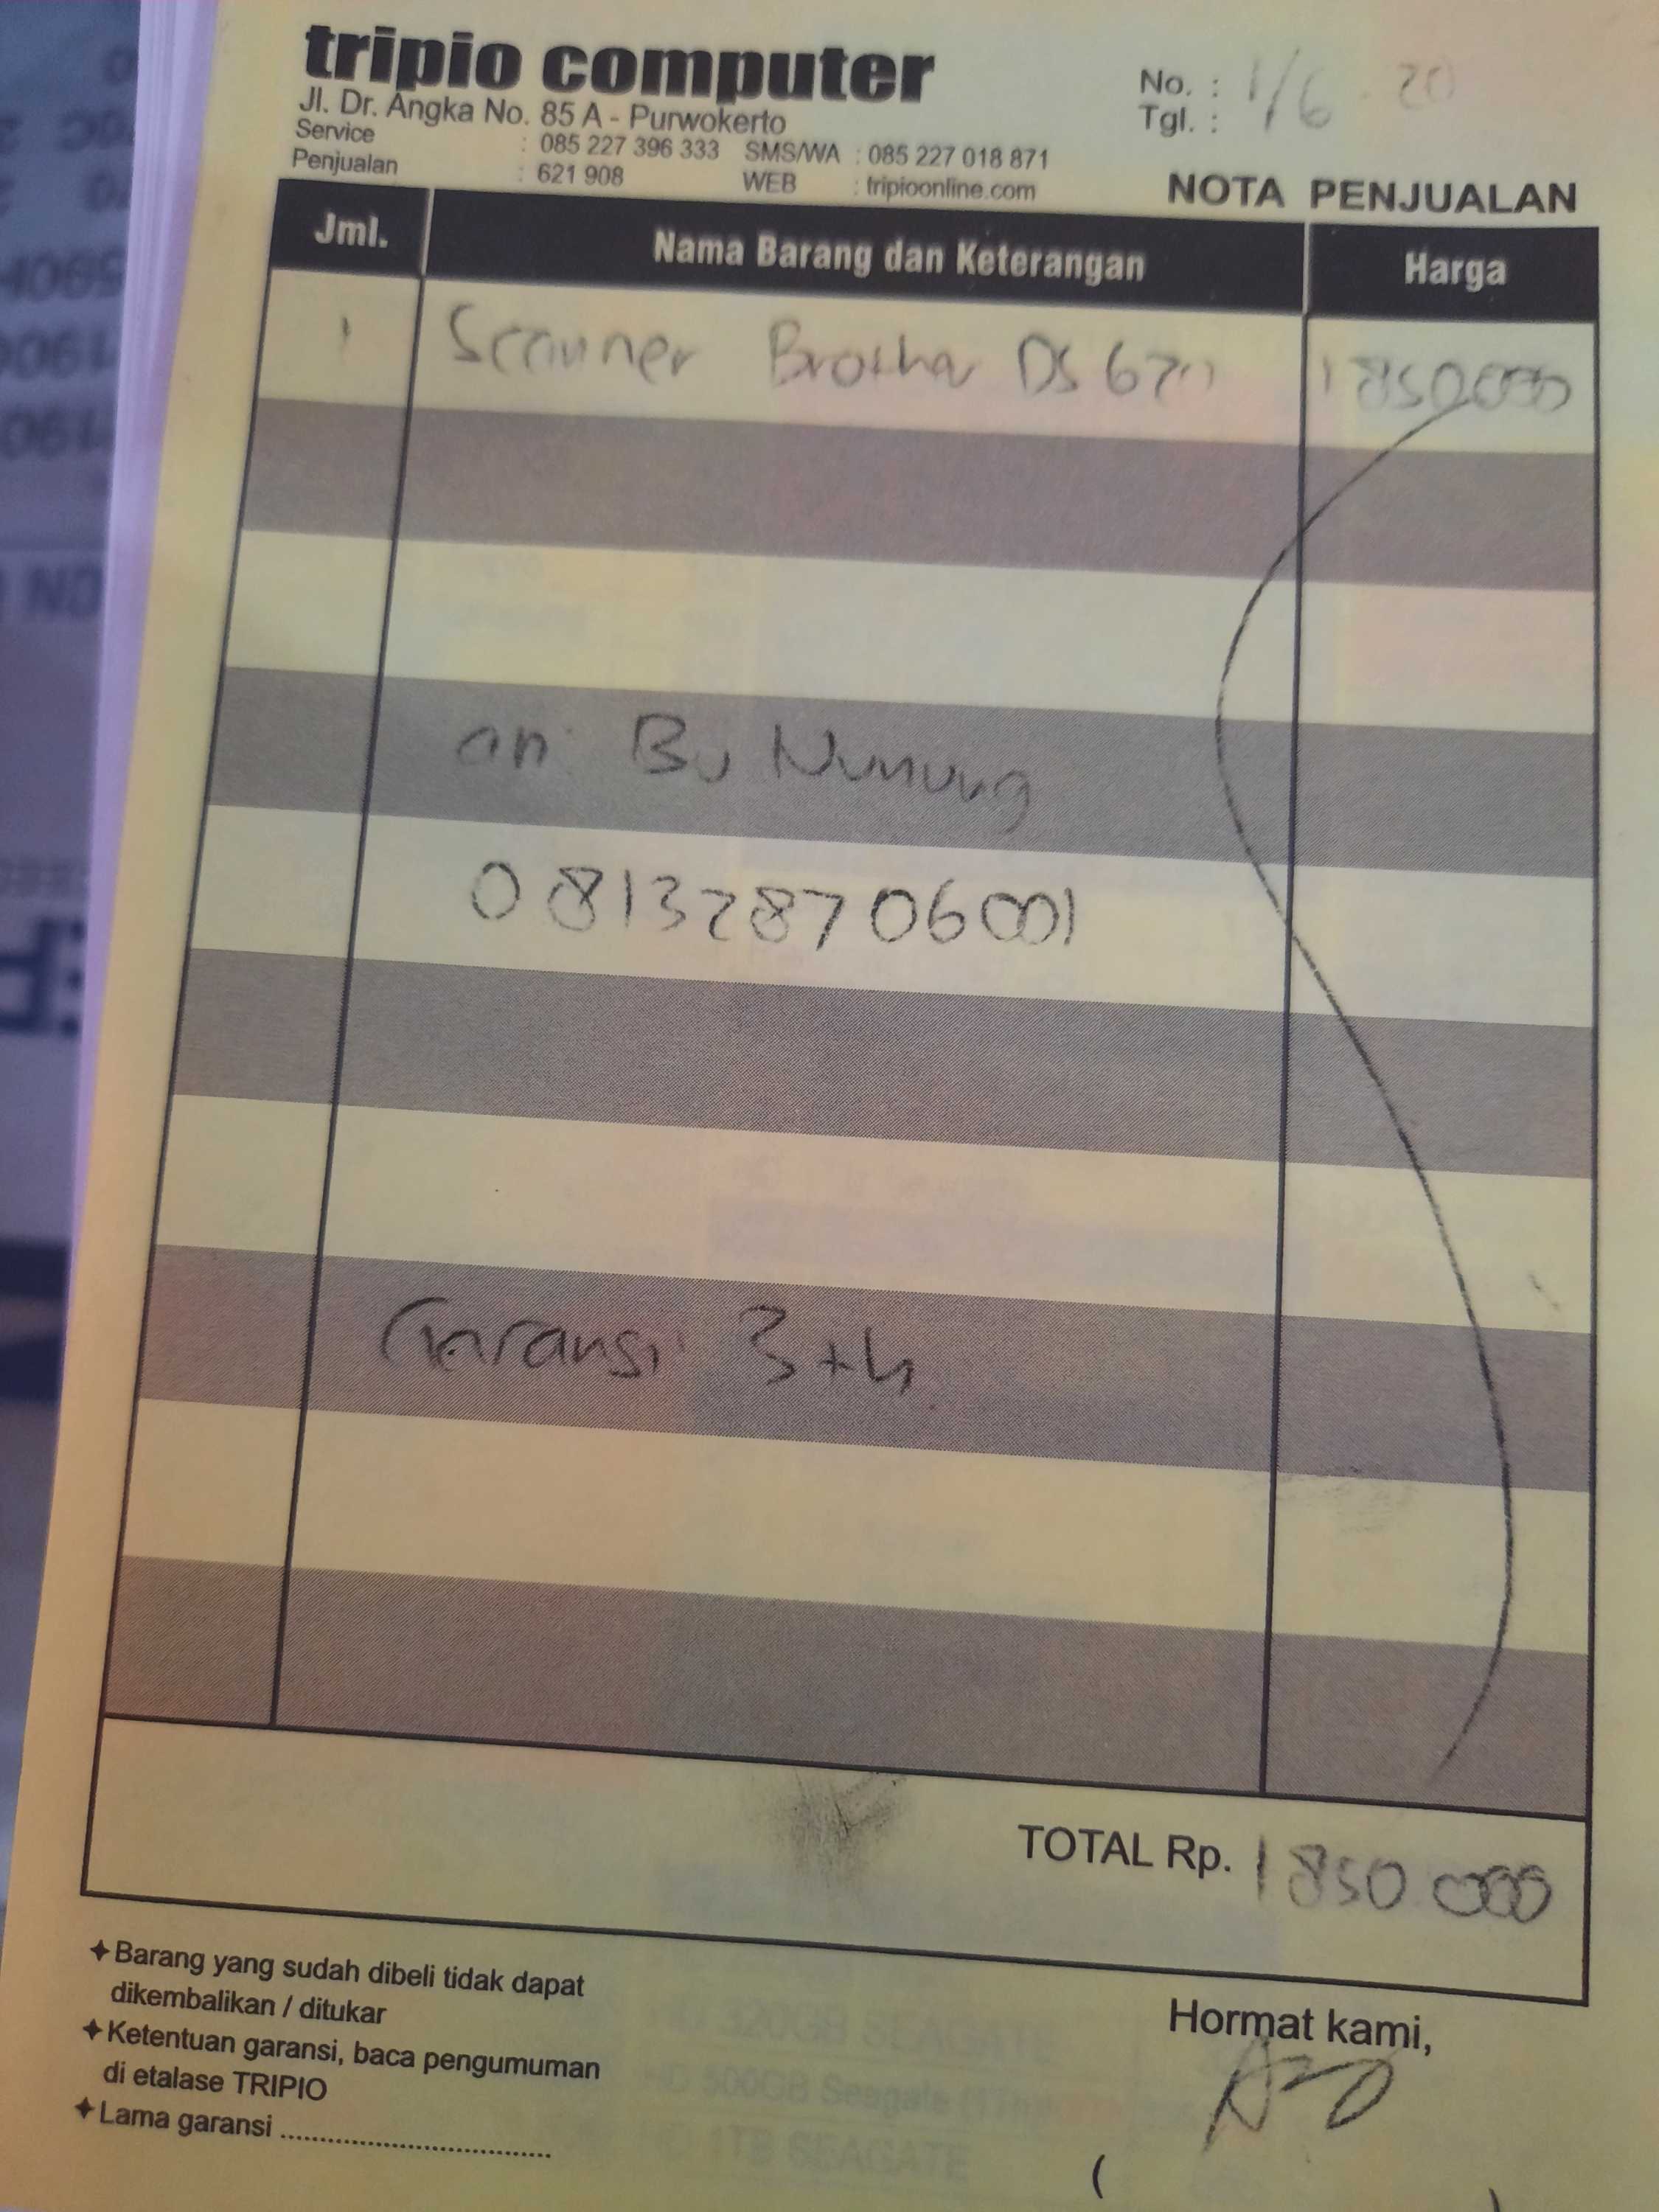 tripio computer
Jl. Dr. Angka No. 85 A - Purwokerto
Service : 085 227 396 333 SMS/WA : 085 227 018 871
Penjualan : 621 908 WEB : tripioonline.com
No. :
Tgl. : 1/6 - 20
NOTA PENJUALAN
Jml. Nama Barang dan Keterangan Harga
1 Scanner Brother DS 620 1850000
an. Bu Nunung
081328706001
Garansi 3 th
TOTAL Rp. 1850.000
✦ Barang yang sudah dibeli tidak dapat
dikembalikan / ditukar
✦ Ketentuan garansi, baca pengumuman
di etalase TRIPIO
✦ Lama garansi ..............................
Hormat kami,
( )